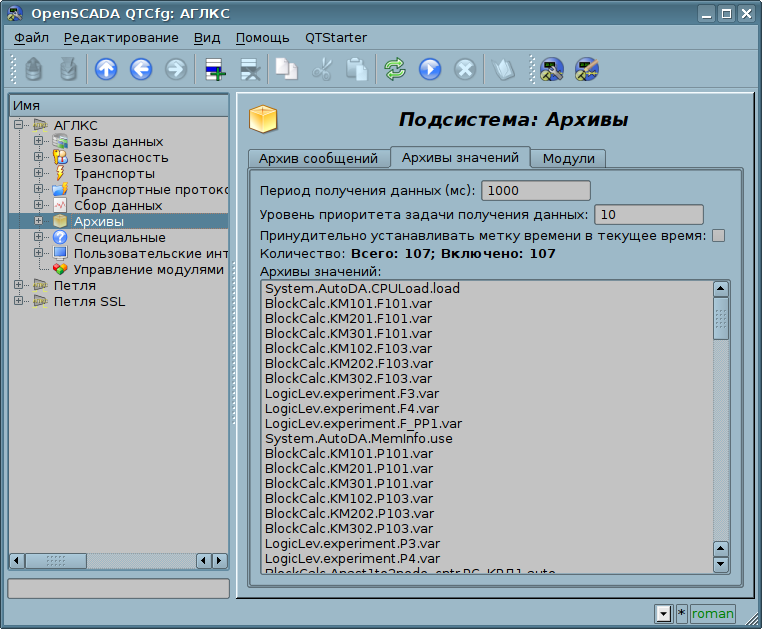 OpenSCADA QTCfg: АГЛКС
Файл Редактирование Вид Помощь QTStarter
Имя
АГЛКС
Базы данных
Безопасность
Транспорты
Транспортные проток
Сбор данных
Архивы
Специальные
Пользовательские инт
Управление модулями
Петля
Петля SSL
Подсистема: Архивы
Архив сообщений Архивы значений Модули
Период получения данных (мс): 1000
Уровень приоритета задачи получения данных: 10
Принудительно устанавливать метку времени в текущее время:
Количество: Всего: 107; Включено: 107
Архивы значений:
System.AutoDA.CPULoad.load
BlockCalc.KM101.F101.var
BlockCalc.KM201.F101.var
BlockCalc.KM301.F101.var
BlockCalc.KM102.F103.var
BlockCalc.KM202.F103.var
BlockCalc.KM302.F103.var
LogicLev.experiment.F3.var
LogicLev.experiment.F4.var
LogicLev.experiment.F_PP1.var
System.AutoDA.MemInfo.use
BlockCalc.KM101.P101.var
BlockCalc.KM201.P101.var
BlockCalc.KM301.P101.var
BlockCalc.KM102.P103.var
BlockCalc.KM202.P103.var
BlockCalc.KM302.P103.var
LogicLev.experiment.P3.var
LogicLev.experiment.P4.var
* roman